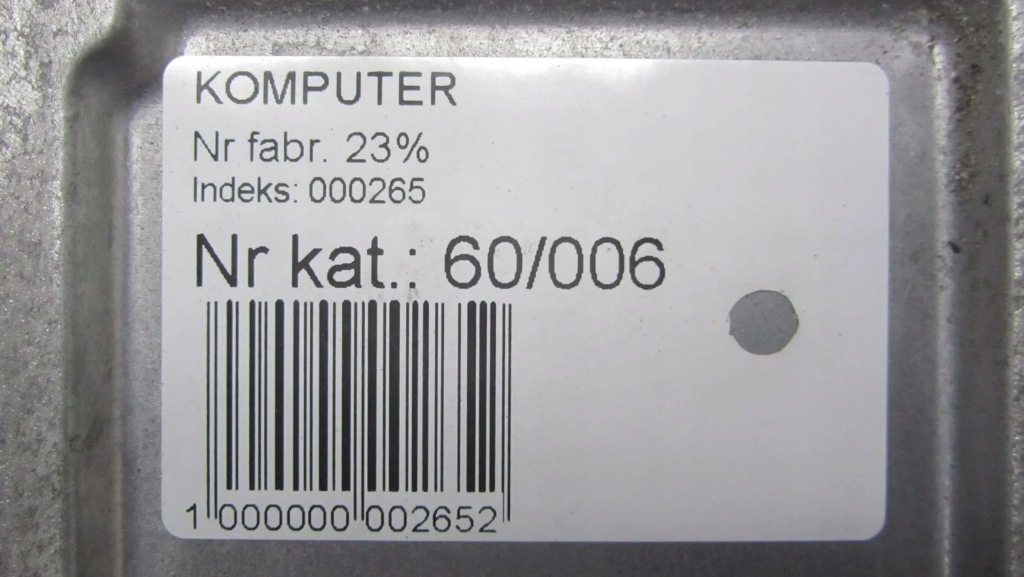 KOMPUTER
Nr fabr. 23%
Indeks: 000265
Nr kat.: 60/006
1 000000 002652